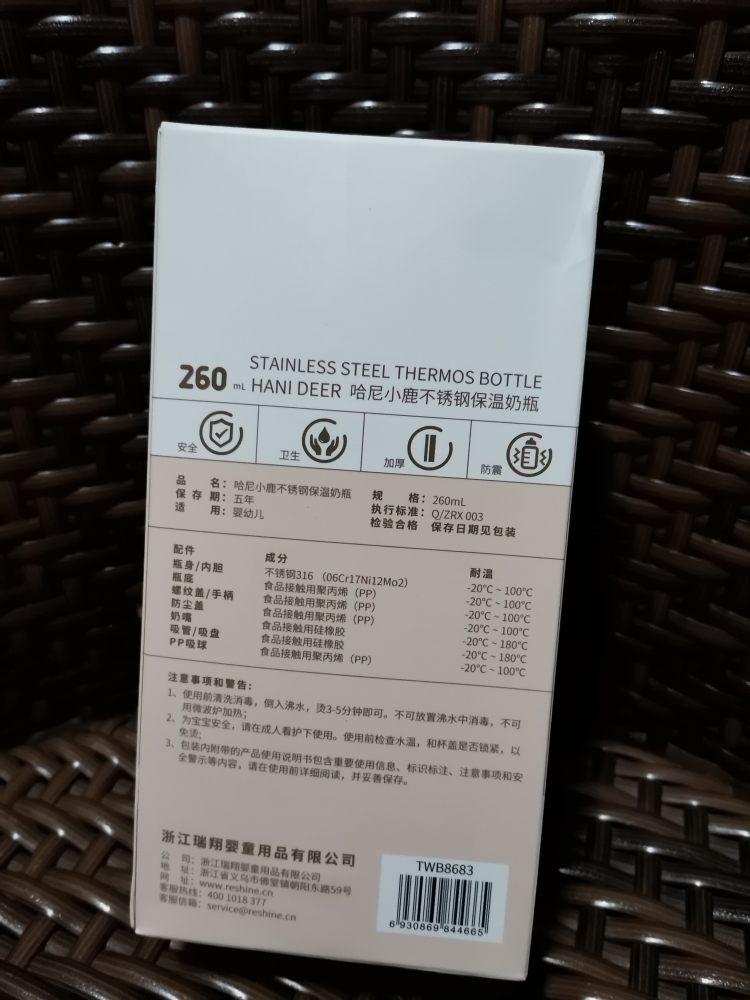 260 mL
STAINLESS STEEL THERMOS BOTTLE
HANI DEER 哈尼小鹿不锈钢保温奶瓶
安全
卫生
加厚
防震
品 名：哈尼小鹿不锈钢保温奶瓶
保 存 期：五年
适 用：婴幼儿
规 格：260mL
执行标准：Q/ZRX 003
检验合格 保存日期见包装
配件 成分 耐温
瓶身/内胆 不锈钢316 （06Cr17Ni12Mo2） -20℃ ~ 100℃
瓶底 食品接触用聚丙烯（PP） -20℃ ~ 100℃
螺纹盖/手柄 食品接触用聚丙烯（PP） -20℃ ~ 100℃
防尘盖 食品接触用聚丙烯（PP） -20℃ ~ 100℃
奶嘴 食品接触用硅橡胶 -20℃ ~ 180℃
吸管/吸盘 食品接触用硅橡胶 -20℃ ~ 180℃
PP吸球 食品接触用聚丙烯（PP） -20℃ ~ 100℃
注意事项和警告：
1、使用前清洗消毒，倒入沸水，烫3-5分钟即可。不可放置沸水中消毒，不可
用微波炉加热；
2、为宝宝安全，请在成人看护下使用。使用前检查水温，和杯盖是否锁紧，以
免烫；
3、包装内附带的产品使用说明书包含重要使用信息、标识标注、注意事项和安
全警示等内容，请在使用前详细阅读，并妥善保存。
浙江瑞翔婴童用品有限公司
公 司：浙江瑞翔婴童用品有限公司
地 址：浙江省义乌市佛堂镇朝阳东路59号
网 址：www.reshine.cn
客服热线：400 1018 377
客服信箱：service@reshine.cn
TWB8683
6 930869 844665